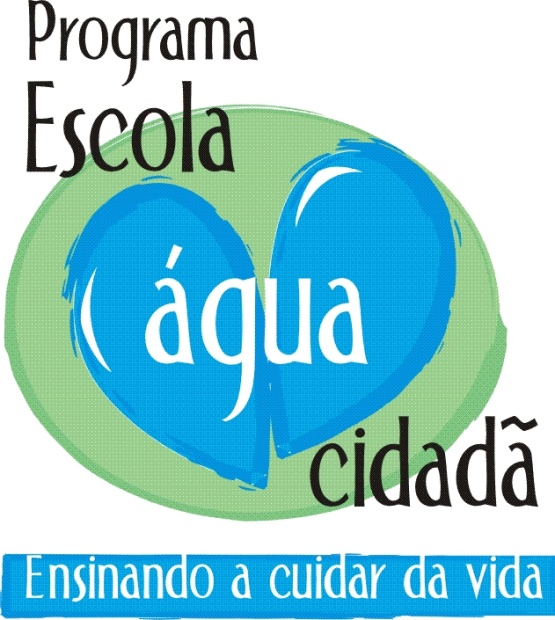 Programa
Escola
água
cidadã
Ensinando a cuidar da vida